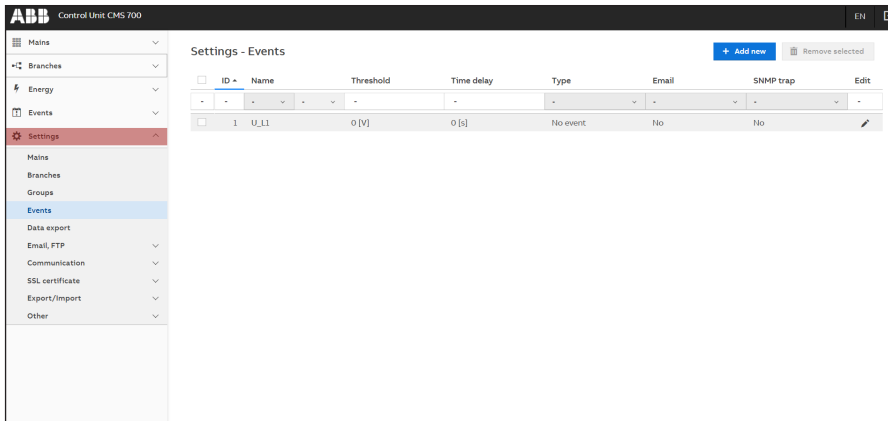 ABB Control Unit CMS 700 EN
Mains
Branches
Energy
Events
Settings
Mains
Branches
Groups
Events
Data export
Email, FTP
Communication
SSL certificate
Export/Import
Other
Settings - Events
+ Add new
Remove selected
ID Name Threshold Time delay Type Email SNMP trap Edit
- - - - - - - - - -
1 U_L1 0 [V] 0 [s] No event No No